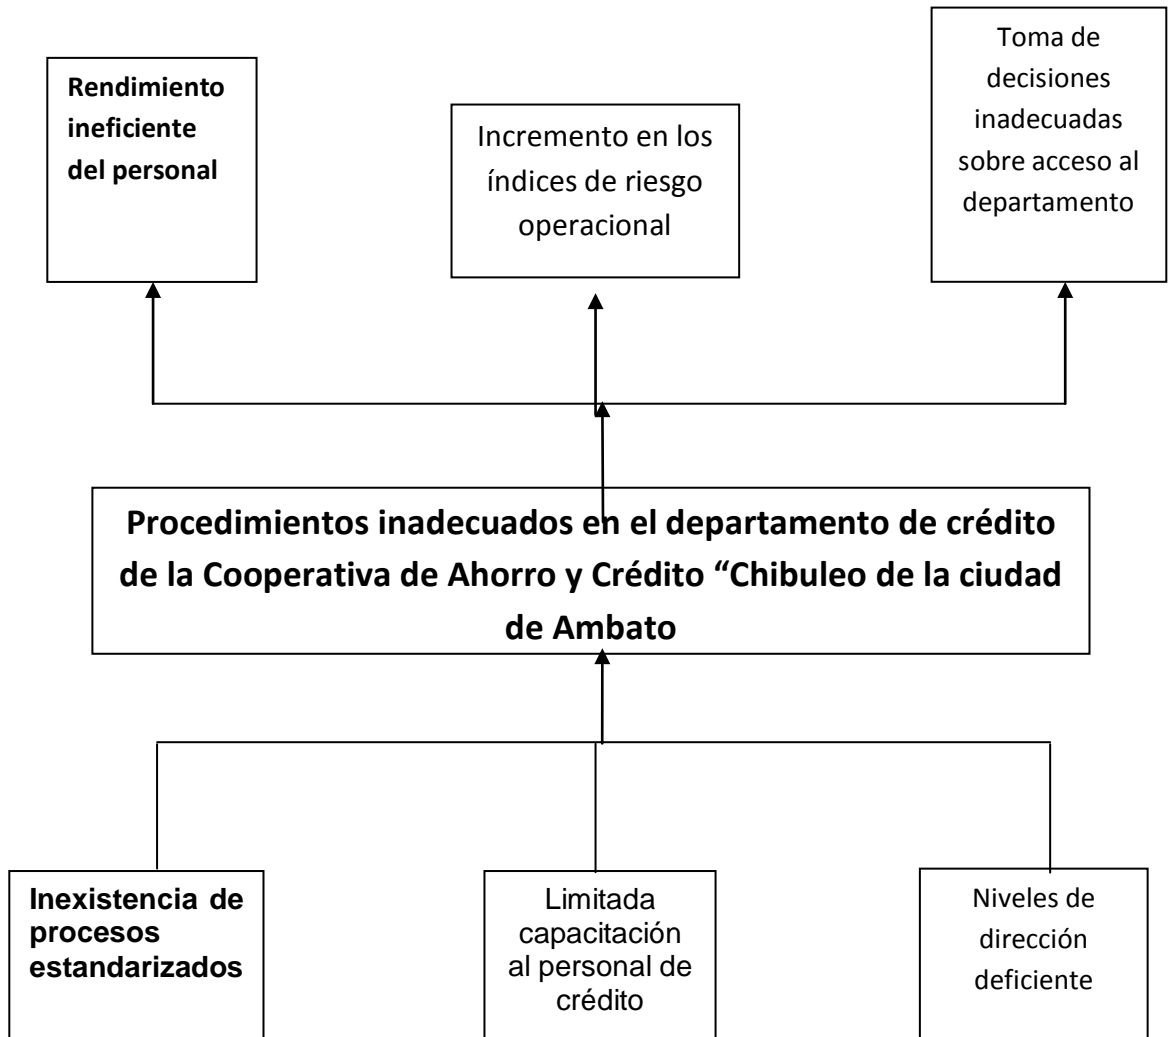 Rendimiento
ineficiente
del personal
Incremento en los
índices de riesgo
operacional
Toma de
decisiones
inadecuadas
sobre acceso al
departamento
Procedimientos inadecuados en el departamento de crédito
de la Cooperativa de Ahorro y Crédito “Chibuleo de la ciudad
de Ambato
Inexistencia de
procesos
estandarizados
Limitada
capacitación
al personal de
crédito
Niveles de
dirección
deficiente